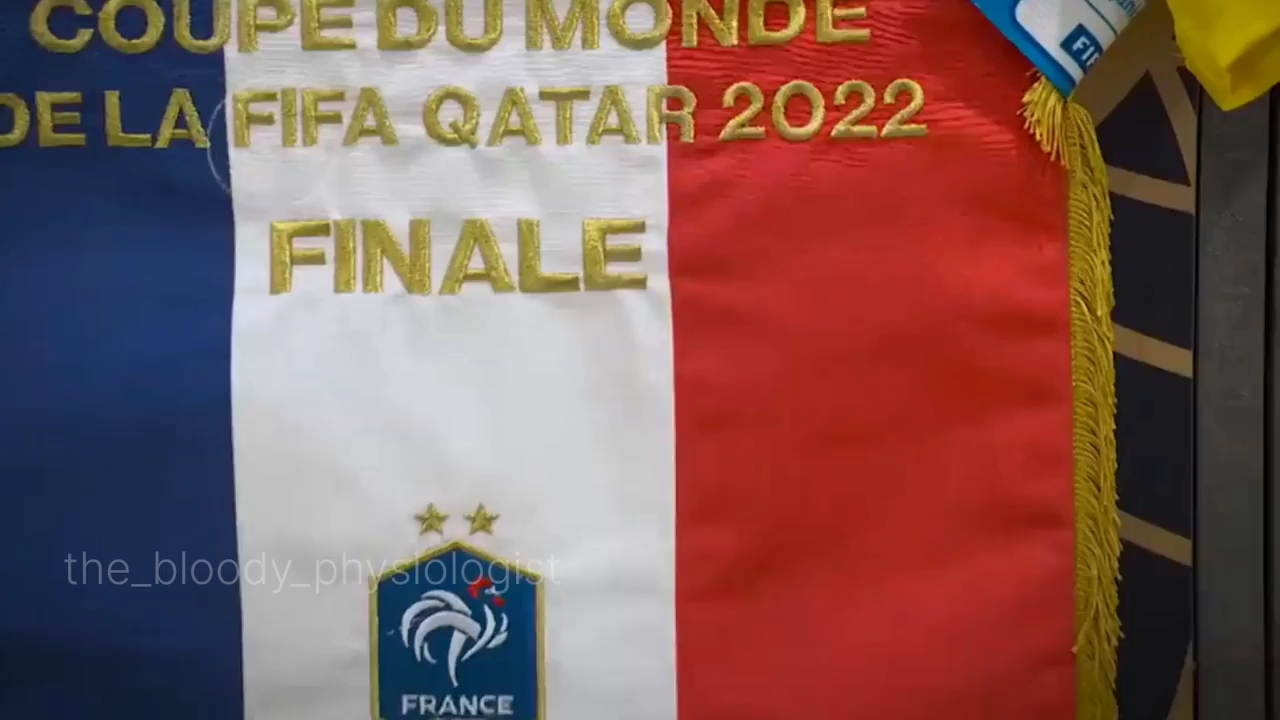 COUPE DU MONDE
DE LA FIFA QATAR 2022
FINALE
the_bloody_physiologist
FRANCE